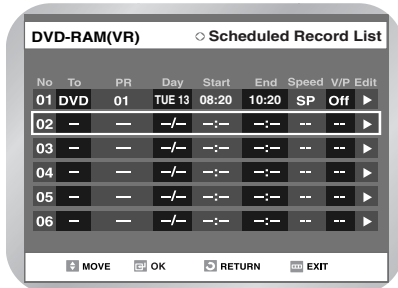 DVD-RAM(VR) Scheduled Record List
No To PR Day Start End Speed V/P Edit
01 DVD 01 TUE 13 08:20 10:20 SP Off ►
02 – — –/– –:– –:– -- -- ►
03 – — –/– –:– –:– -- -- ►
04 – — –/– –:– –:– -- -- ►
05 – — –/– –:– –:– -- -- ►
06 – — –/– –:– –:– -- -- ►
MOVE OK RETURN EXIT